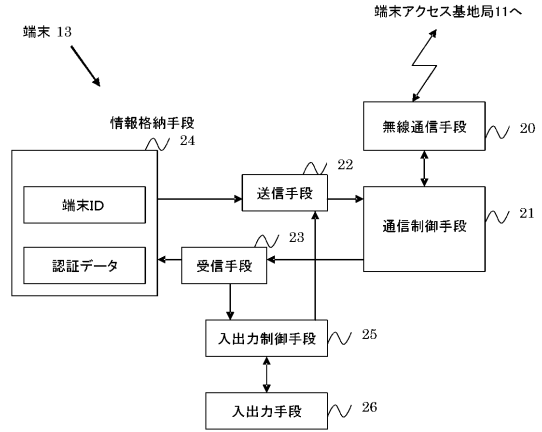 端末アクセス基地局11へ
端末 13
情報格納手段
24
無線通信手段
20
22
送信手段
端末ID
通信制御手段
21
23
認証データ
受信手段
入出力制御手段
25
入出力手段
26